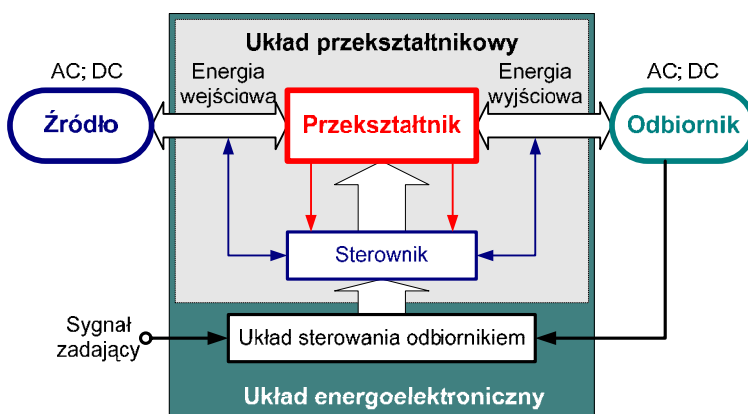 Układ przekształtnikowy
AC; DC
Energia
wejściowa
Energia
wyjściowa
AC; DC
Źródło
Przekształtnik
Odbiornik
Sterownik
Sygnał
zadający
Układ sterowania odbiornikiem
Układ energoelektroniczny